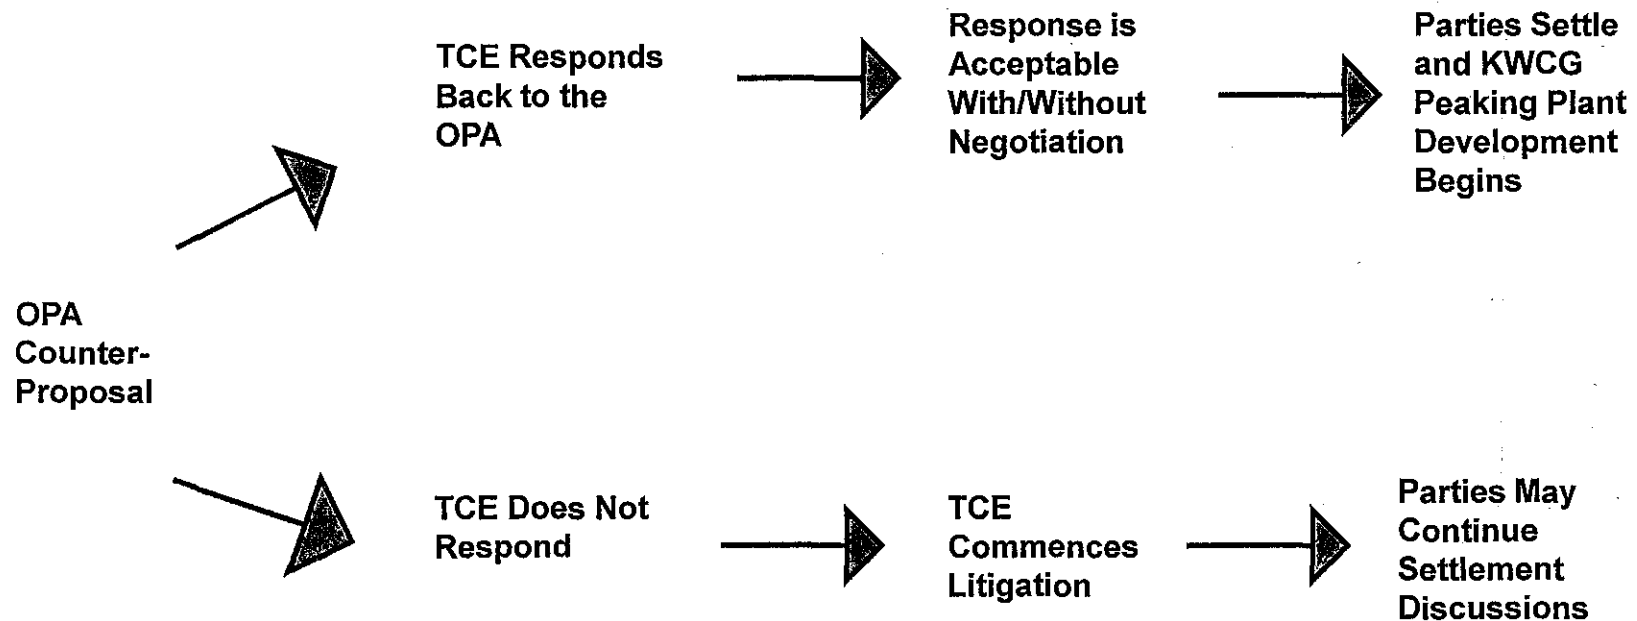 OPA
Counter-
Proposal
TCE Responds
Back to the
OPA
Response is
Acceptable
With/Without
Negotiation
Parties Settle
and KWCG
Peaking Plant
Development
Begins
TCE Does Not
Respond
TCE
Commences
Litigation
Parties May
Continue
Settlement
Discussions